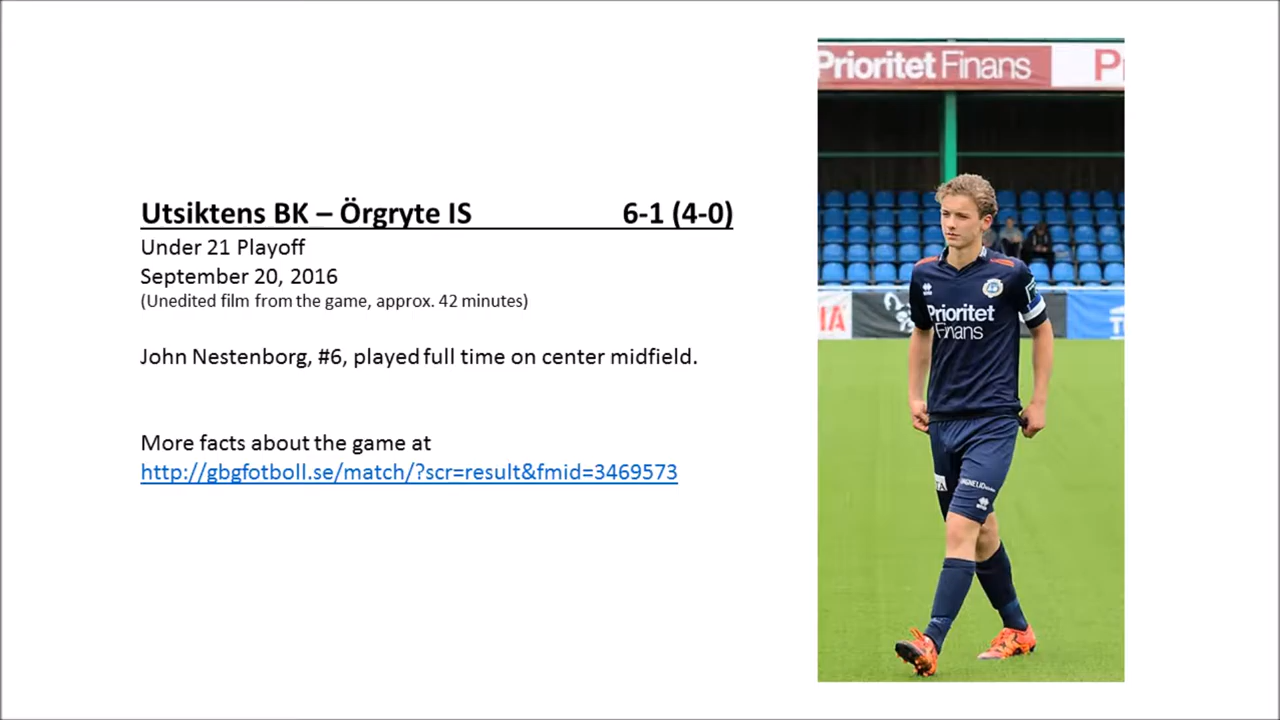 Utsiktens BK – Örgryte IS 6-1 (4-0)
Under 21 Playoff
September 20, 2016
(Unedited film from the game, approx. 42 minutes)
John Nestenborg, #6, played full time on center midfield.
More facts about the game at
http://gbgfotboll.se/match/?scr=result&fmid=3469573
Prioritet Finans
Prioritet
Finans